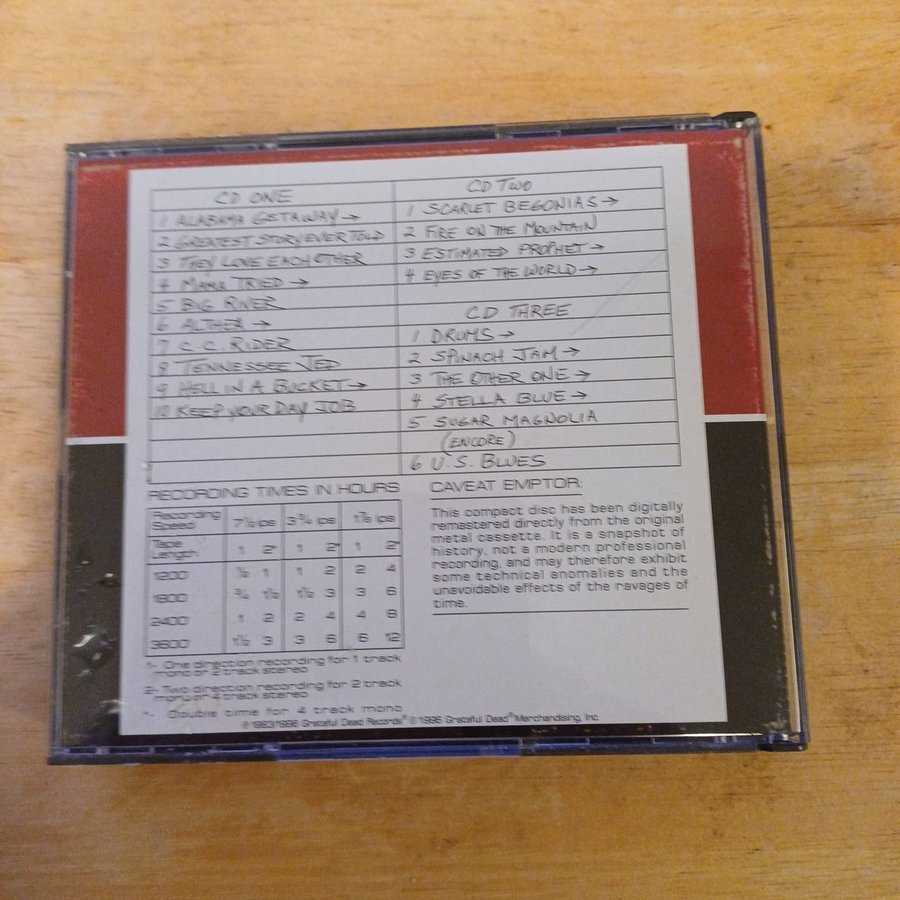 CD ONE
1 ALABAMA GETAWAY→
2 GREATEST STORY EVER TOLD
3 THEY LOVE EACH OTHER
4 MAMA TRIED →
5 BIG RIVER
6 ALTHEA →
7 C.C. RIDER
8 TENNESSEE JED
9 HELL IN A BUCKET→
10 KEEP YOUR DAY JOB
CD TWO
1 SCARLET BEGONIAS→
2 FIRE ON THE MOUNTAIN
3 ESTIMATED PROPHET→
4 EYES OF THE WORLD→
CD THREE
1 DRUMS→
2 SPINACH JAM→
3 THE OTHER ONE→
4 STELLA BLUE→
5 SUGAR MAGNOLIA
(ENCORE)
6 U.S. BLUES
RECORDING TIMES IN HOURS
Recording Speed 7½ips 3¾ ips 1⅞ ips
Tape Length 1 2* 1 2* 1 2*
1200 ½ 1 1 2 2 4
1800 ¾ 1½ 1½ 3 3 6
2400 1 2 2 4 4 8
3600 1½ 3 3 6 6 12
1- One direction recording for 1 track
mono or 2 track stereo
2- Two direction recording for 2 track
mono or 4 track stereo
*- Double time for 4 track mono
CAVEAT EMPTOR:
This compact disc has been digitally
remastered directly from the original
metal cassette. It is a snapshot of
history, not a modern professional
recording, and may therefore exhibit
some technical anomalies and the
unavoidable effects of the ravages of
time.
©1983/1996 Grateful Dead Records® ©1996 Grateful Dead® Merchandising, Inc.